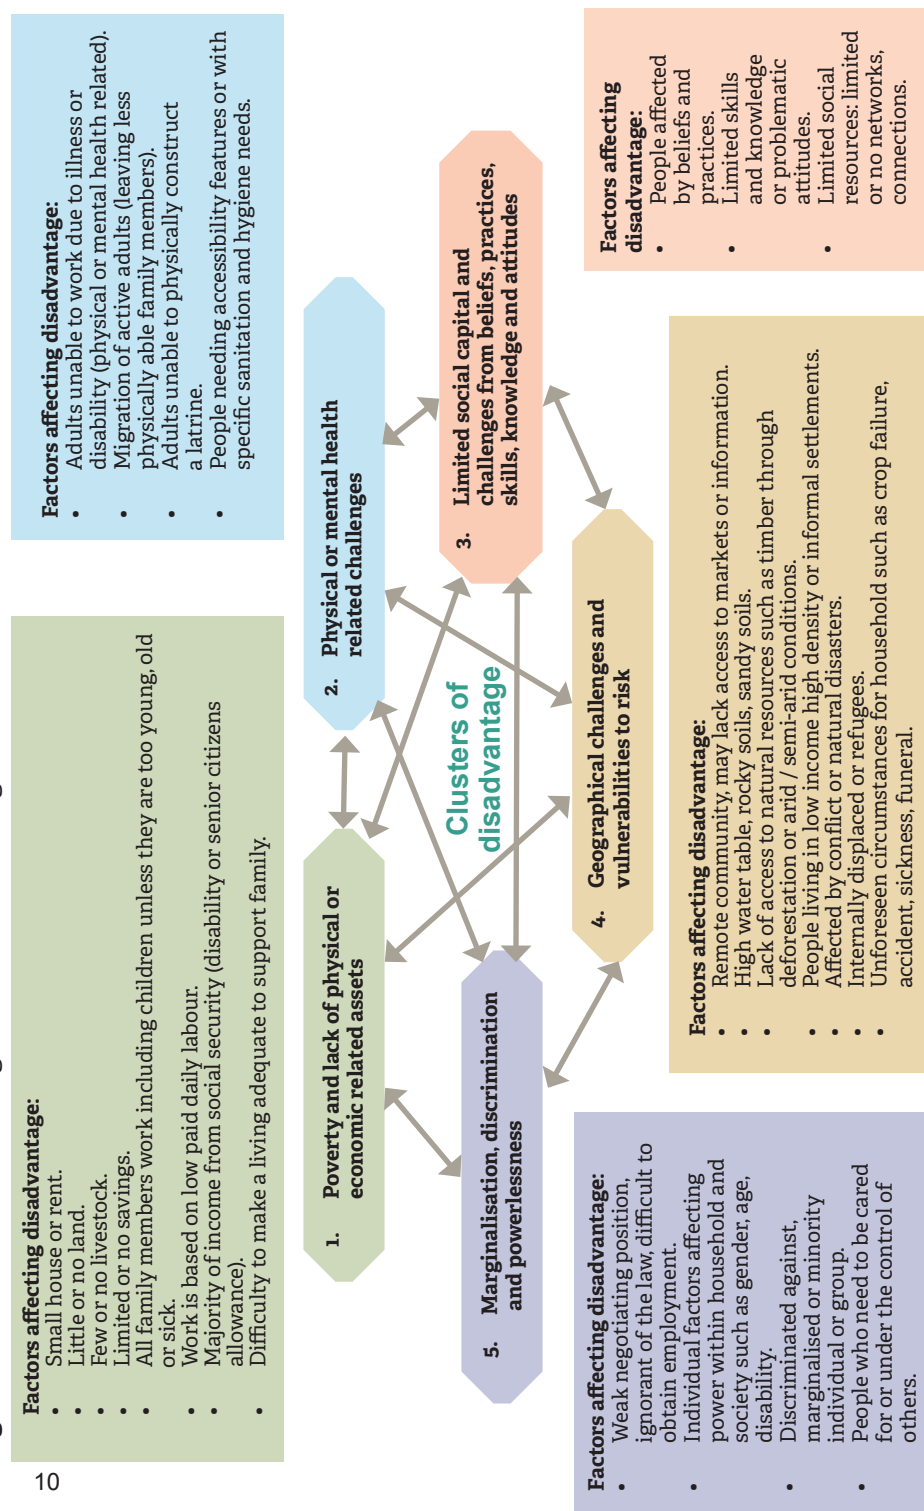 10
Factors affecting disadvantage:
• Small house or rent.
• Little or no land.
• Few or no livestock.
• Limited or no savings.
• All family members work including children unless they are too young, old
or sick.
• Work is based on low paid daily labour.
• Majority of income from social security (disability or senior citizens
allowance).
• Difficulty to make a living adequate to support family.
Factors affecting disadvantage:
• Adults unable to work due to illness or
disability (physical or mental health related).
• Migration of active adults (leaving less
physically able family members).
• Adults unable to physically construct
a latrine.
• People needing accessibility features or with
specific sanitation and hygiene needs.
1. Poverty and lack of physical or
economic related assets
2. Physical or mental health
related challenges
Clusters of
disadvantage
5. Marginalisation, discrimination
and powerlessness
3. Limited social capital and
challenges from beliefs, practices,
skills, knowledge and attitudes
4. Geographical challenges and
vulnerabilities to risk
Factors affecting disadvantage:
• Weak negotiating position,
ignorant of the law, difficult to
obtain employment.
• Individual factors affecting
power within household and
society such as gender, age,
disability.
• Discriminated against,
marginalised or minority
individual or group.
• People who need to be cared
for or under the control of
others.
Factors affecting disadvantage:
• Remote community, may lack access to markets or information.
• High water table, rocky soils, sandy soils.
• Lack of access to natural resources such as timber through
deforestation or arid / semi-arid conditions.
• People living in low income high density or informal settlements.
• Affected by conflict or natural disasters.
• Internally displaced or refugees.
• Unforeseen circumstances for household such as crop failure,
accident, sickness, funeral.
Factors affecting
disadvantage:
• People affected
by beliefs and
practices.
• Limited skills
and knowledge
or problematic
attitudes.
• Limited social
resources: limited
or no networks,
connections.